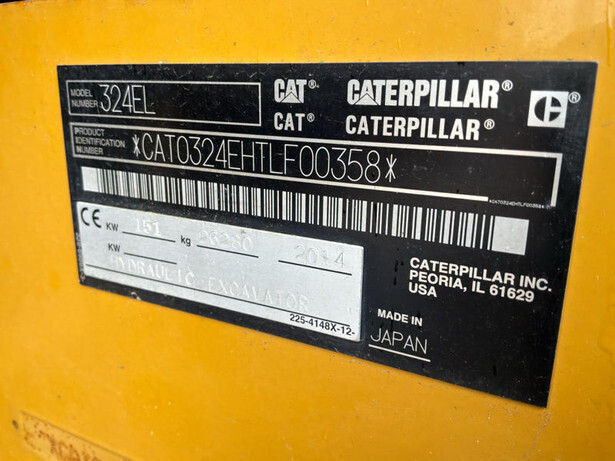 MODEL NUMBER 324EL
CAT® CATERPILLAR® C
CAT® CATERPILLAR®
PRODUCT IDENTIFICATION NUMBER *CAT0324EHTLF00358*
*CAT0324EHTLF00358*
CE KW 151 kg 2014
KW
HYDRAULIC EXCAVATOR
225-4148X-12-
CATERPILLAR INC.
PEORIA, IL 61629
USA
MADE IN JAPAN